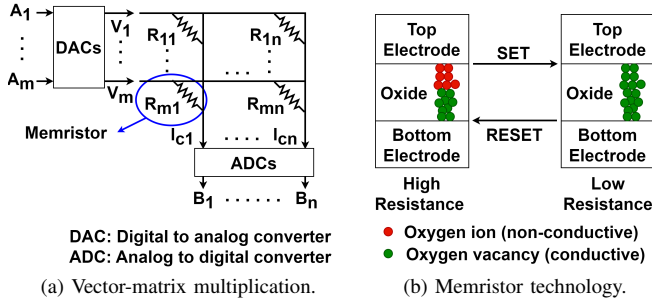 A1
V1
DACs
Am
Vm
R11
R1n
Rm1
Rmn
Memristor
Ic1
Icn
ADCs
B1
Bn
DAC: Digital to analog converter
ADC: Analog to digital converter
(a) Vector-matrix multiplication.
Top
Electrode
Oxide
Bottom
Electrode
High
Resistance
SET
RESET
Top
Electrode
Oxide
Bottom
Electrode
Low
Resistance
Oxygen ion (non-conductive)
Oxygen vacancy (conductive)
(b) Memristor technology.